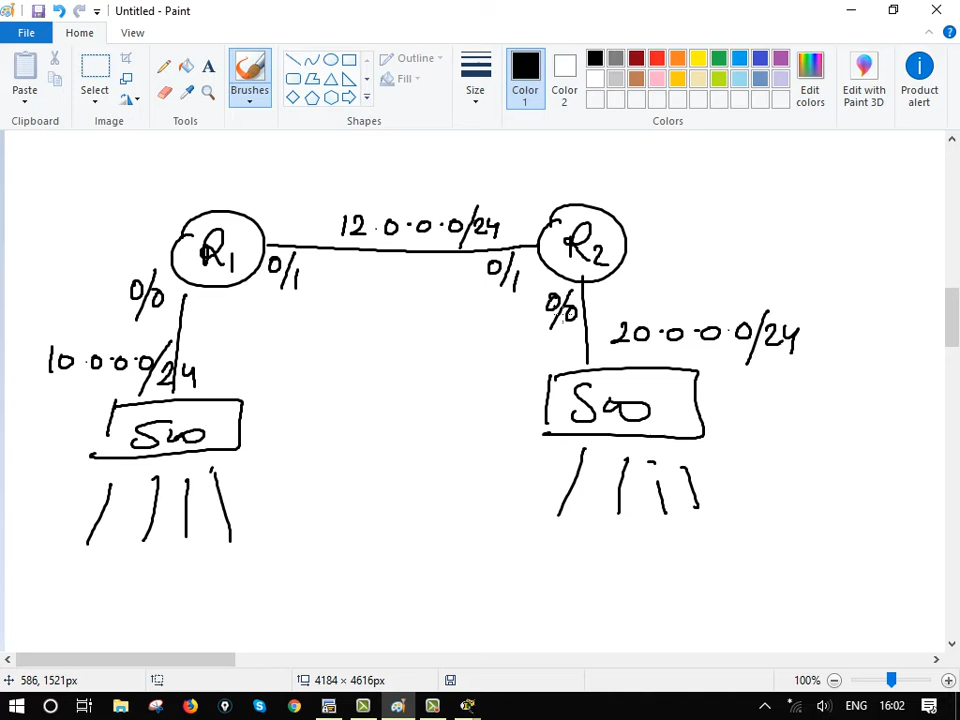 Untitled - Paint
File
Home
View
Paste
Select
Brushes
Outline
Fill
Size
Color 1
Color 2
Edit colors
Edit with Paint 3D
Product alert
Clipboard
Image
Tools
Shapes
Colors
12.0.0.0/24
R1
R2
0/1
0/1
0/0
0/0
20.0.0.0/24
10.0.0.0/24
500
500
586, 1521px
4184 × 4616px
100%
ENG
16:02